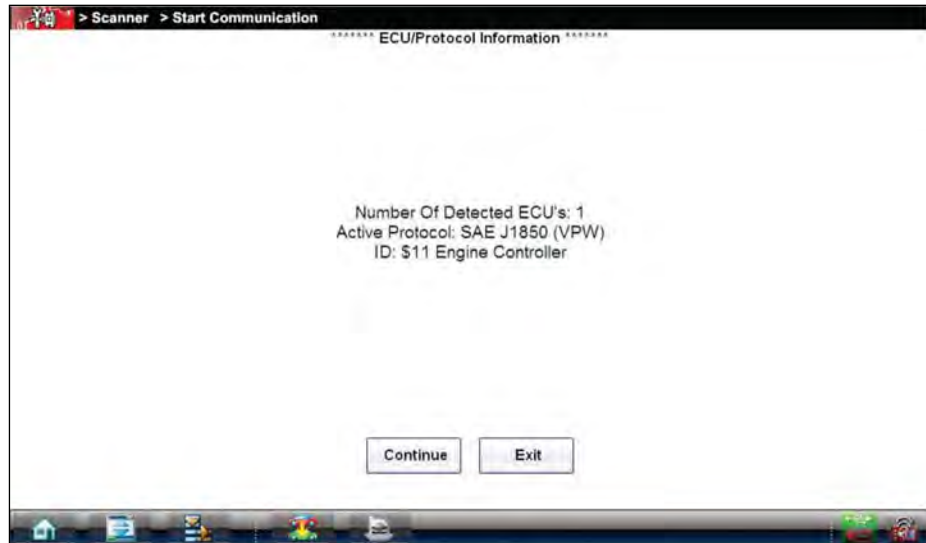 > Scanner > Start Communication
******* ECU/Protocol Information *******
Number Of Detected ECU's: 1
Active Protocol: SAE J1850 (VPW)
ID: $11 Engine Controller
Continue
Exit